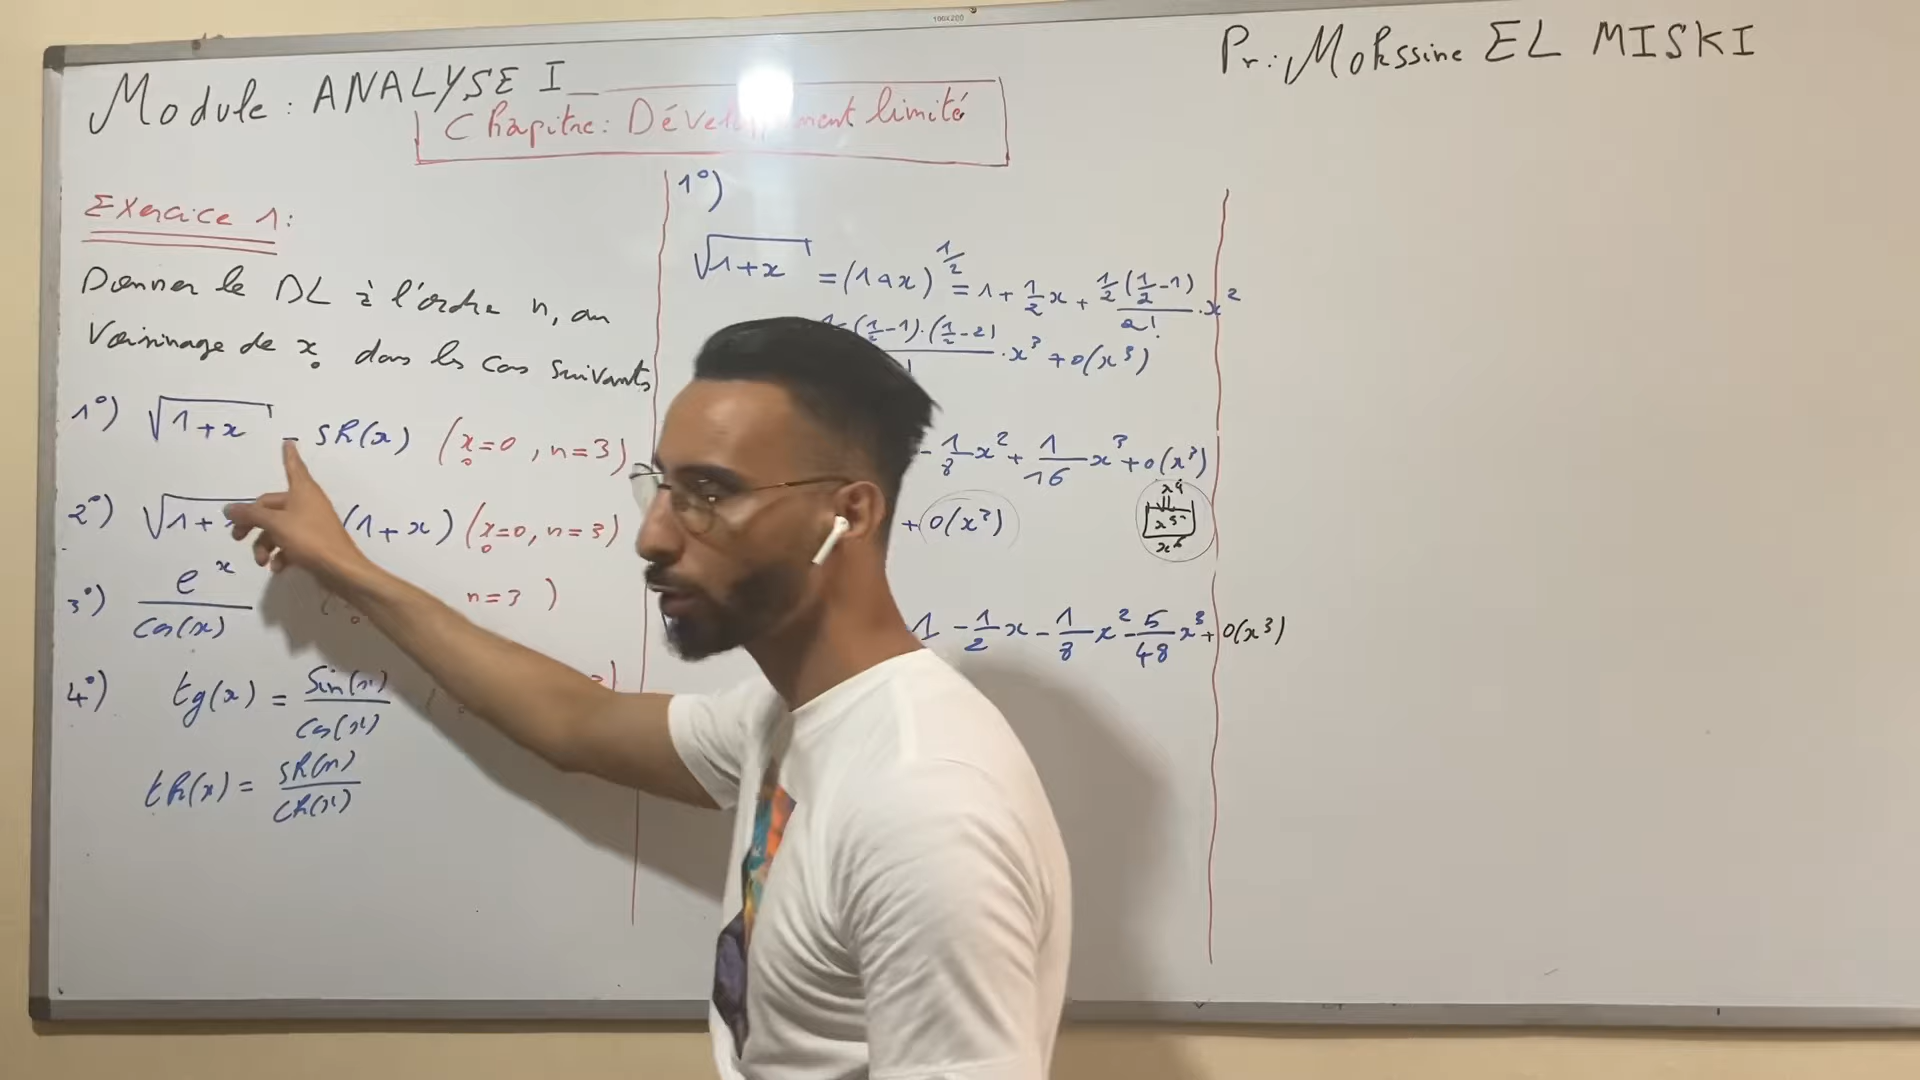 100x200
Module : ANALYSE I
Chapitre : Développement limité
Pr.: Mohssine EL MISKI
Exercice 1 :
Donner le DL à l'ordre n, au
Voisinage de x₀ dans les cas suivants
1°) √(1+x) - sh(x) (x₀=0, n=3)
2°) √(1+x (1+x) (x₀=0, n=3)
3°) e^x / cos(x) n=3 )
4°) tg(x) = sin(x)/cos(x)
th(x) = sh(x)/ch(x)
1°)
√(1+x) = (1+x)^(1/2) = 1 + 1/2 x + 1/2(1/2-1)/2! · x²
(1/2-1)·(1/2-2) · x³ + o(x³)
- 1/8 x² + 1/16 x³ + o(x³)
+ o(x³)
x⁴
x⁵
x⁶
1 - 1/2 x - 1/8 x² - 5/48 x³ + o(x³)